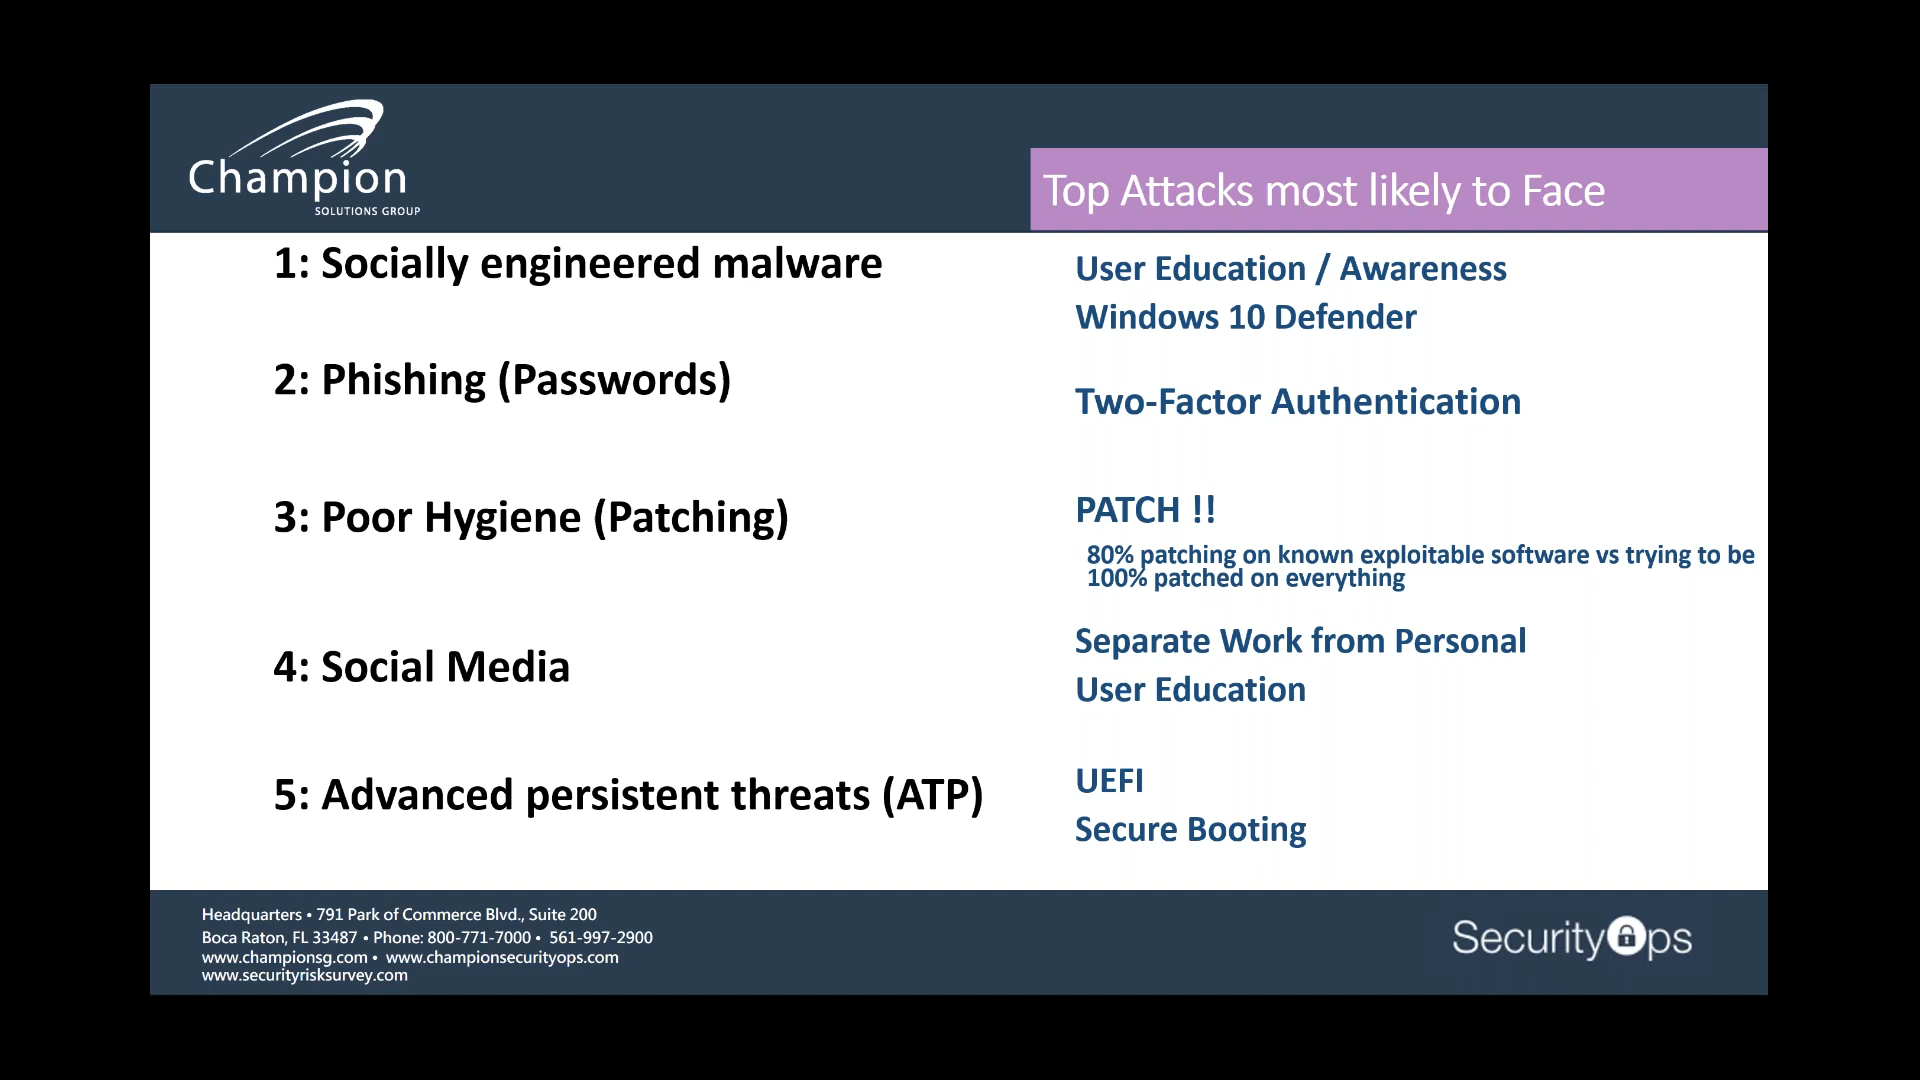 Champion
SOLUTIONS GROUP
Top Attacks most likely to Face
1: Socially engineered malware
User Education / Awareness
Windows 10 Defender
2: Phishing (Passwords)
Two-Factor Authentication
3: Poor Hygiene (Patching)
PATCH !!
80% patching on known exploitable software vs trying to be
100% patched on everything
4: Social Media
Separate Work from Personal
User Education
5: Advanced persistent threats (ATP)
UEFI
Secure Booting
Headquarters • 791 Park of Commerce Blvd., Suite 200
Boca Raton, FL 33487 • Phone: 800-771-7000 • 561-997-2900
www.championsg.com • www.championsecurityops.com
www.securityrisksurvey.com
SecurityOps